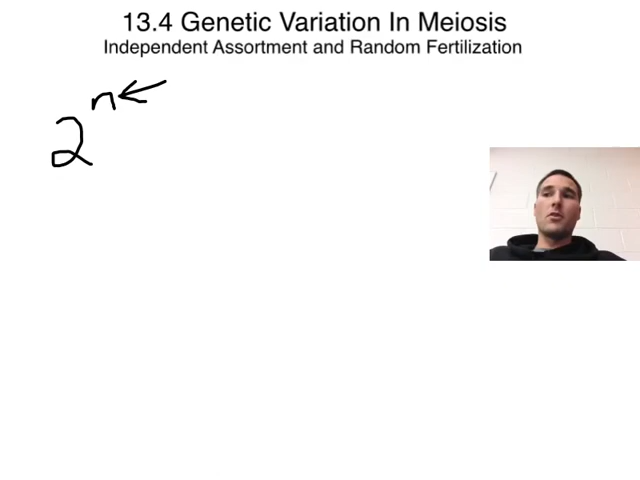 13.4 Genetic Variation In Meiosis
Independent Assortment and Random Fertilization
2ⁿ